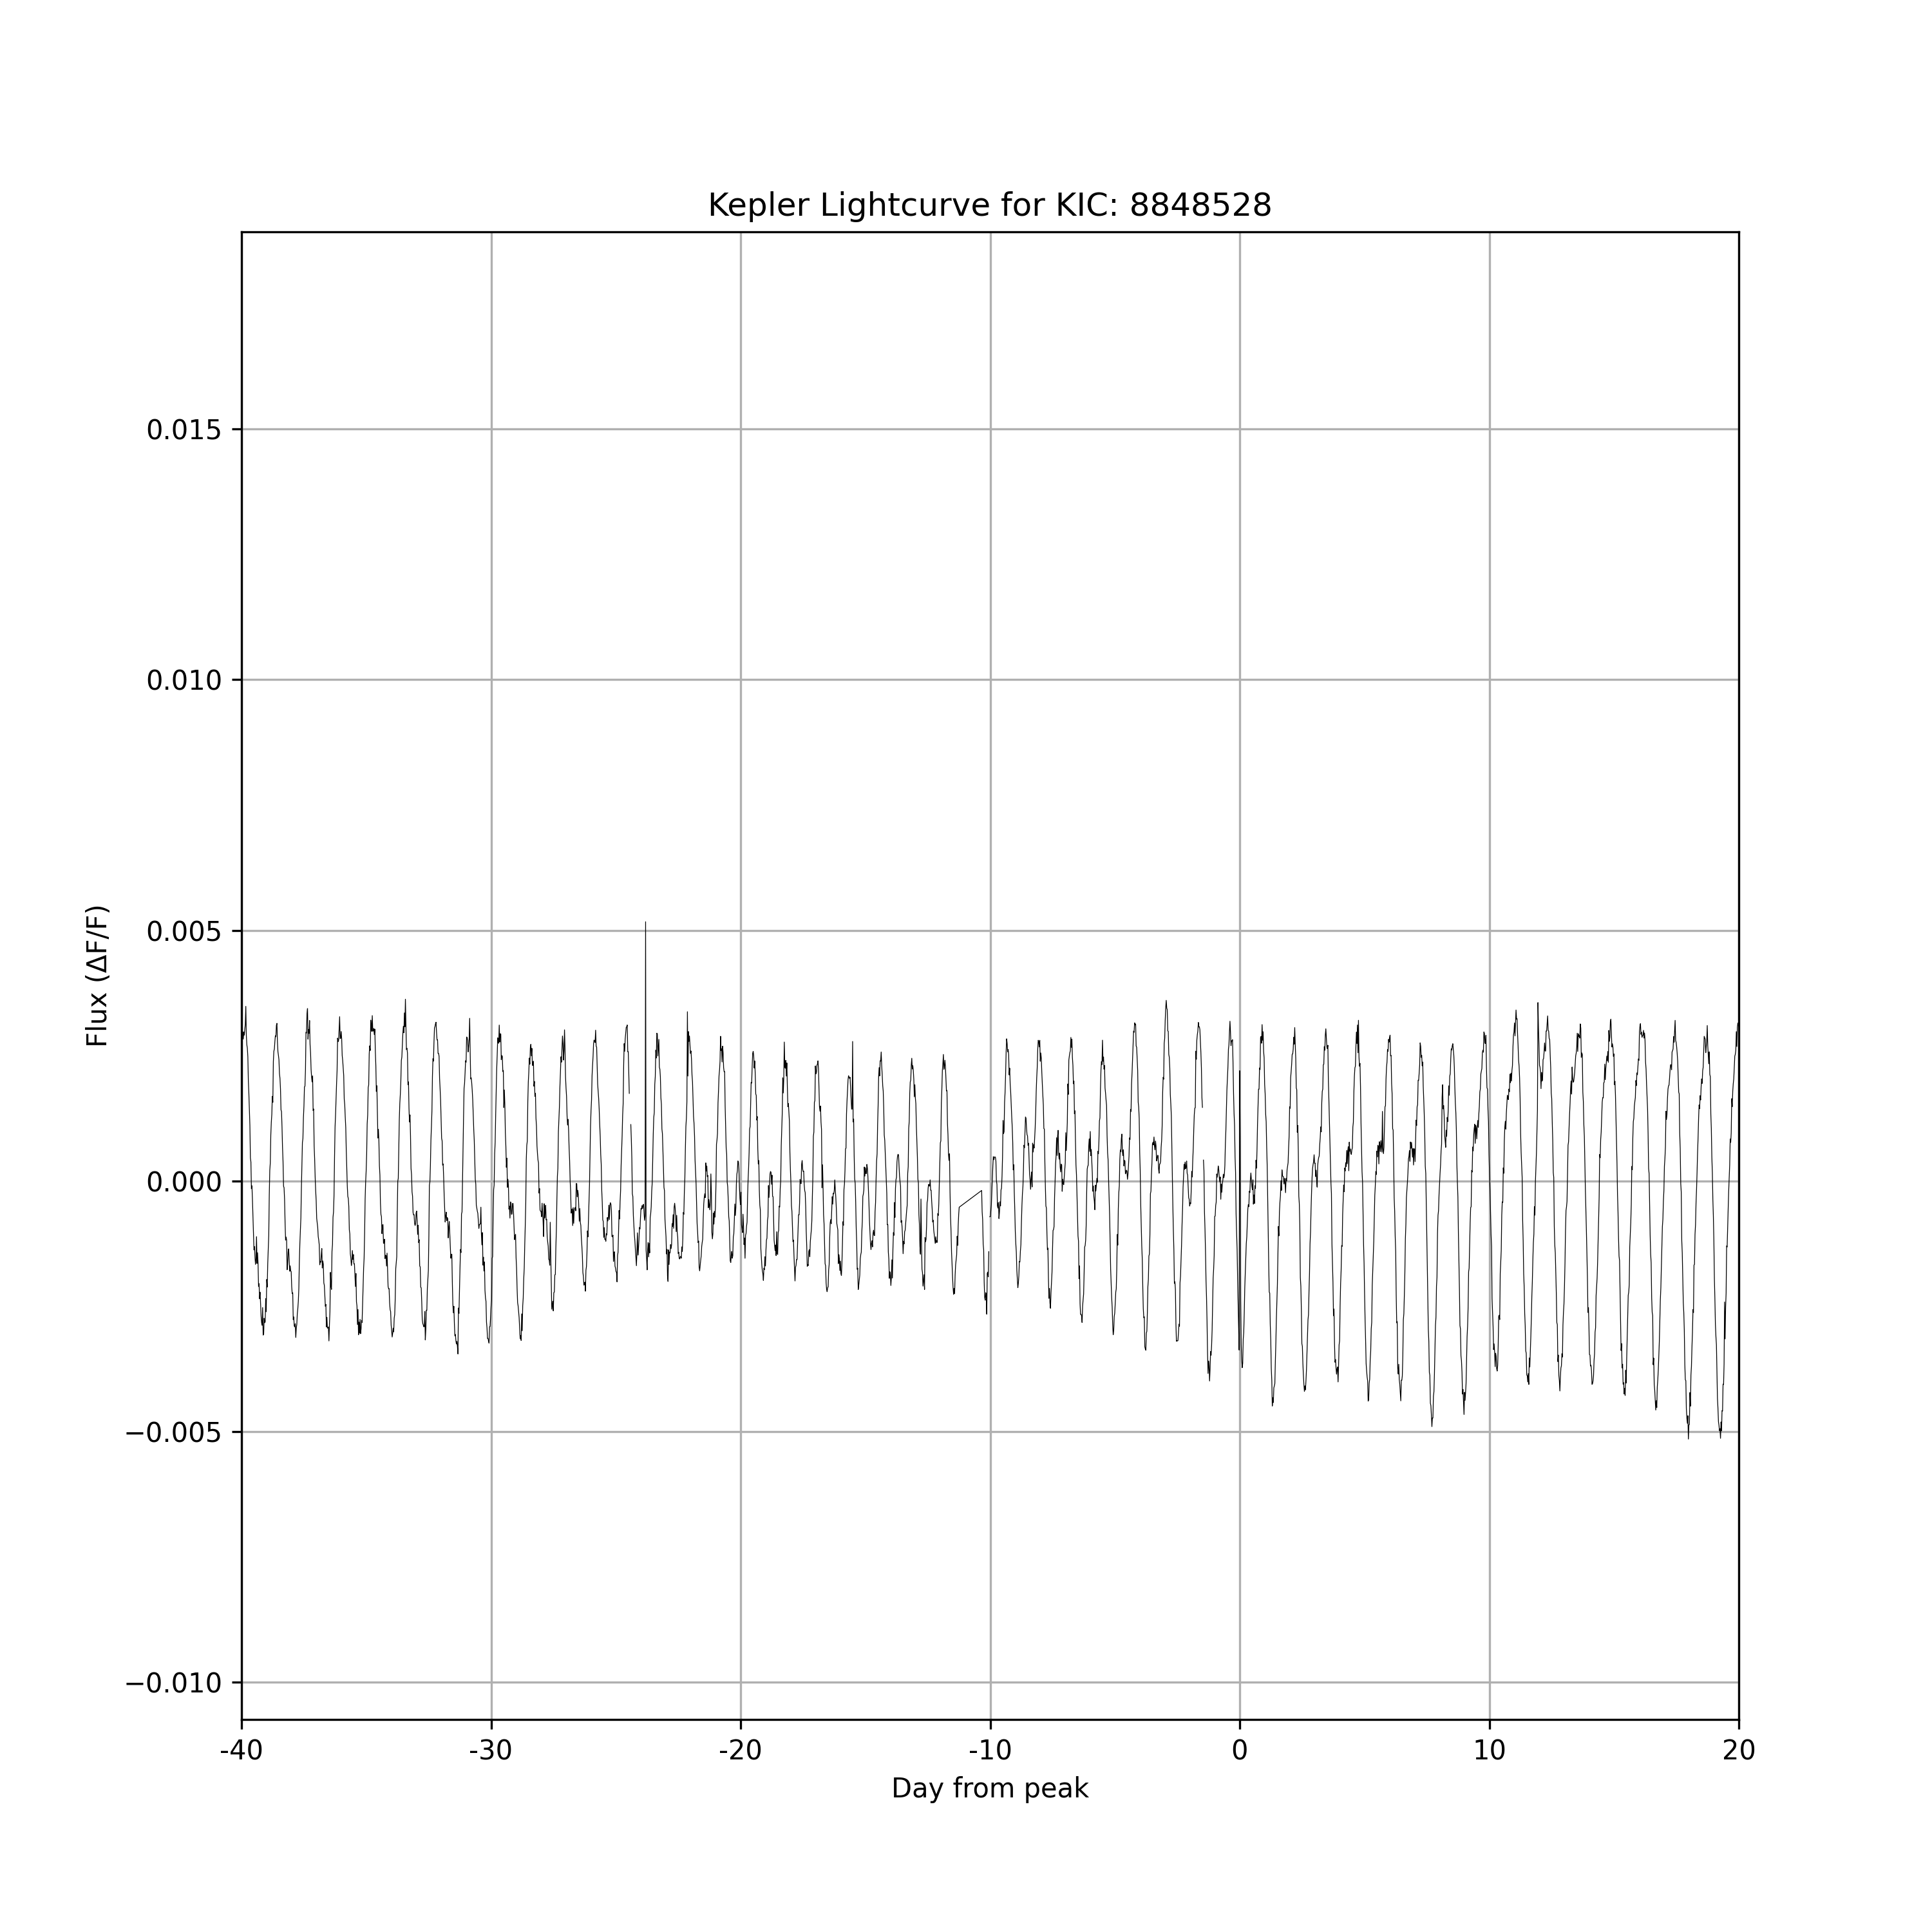 Kepler Lightcurve for KIC: 8848528
Flux (ΔF/F)
0.015
0.010
0.005
0.000
−0.005
−0.010
-40 -30 -20 -10 0 10 20
Day from peak